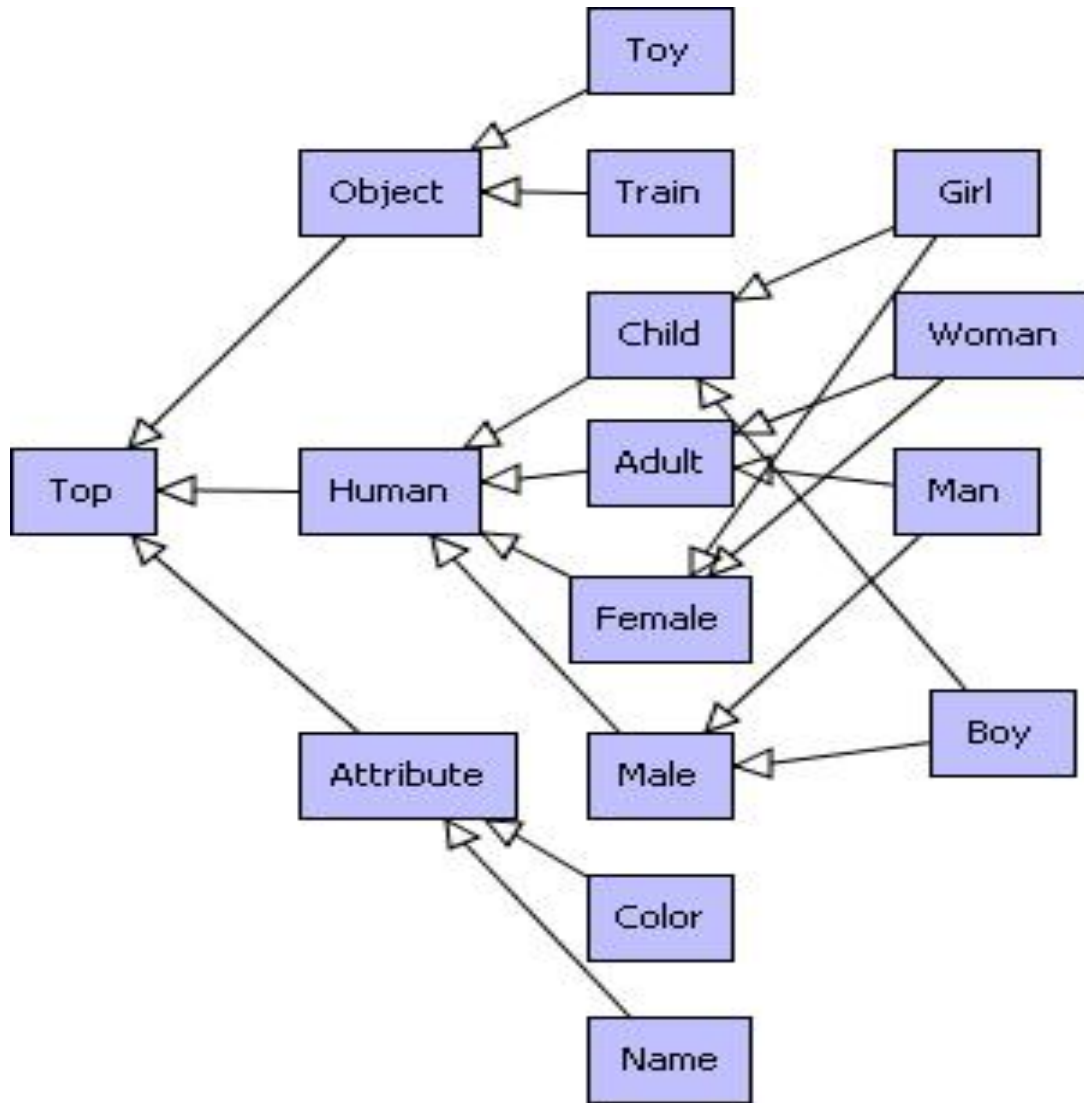 Toy
Object
Train
Girl
Child
Woman
Top
Human
Adult
Man
Female
Attribute
Male
Boy
Color
Name